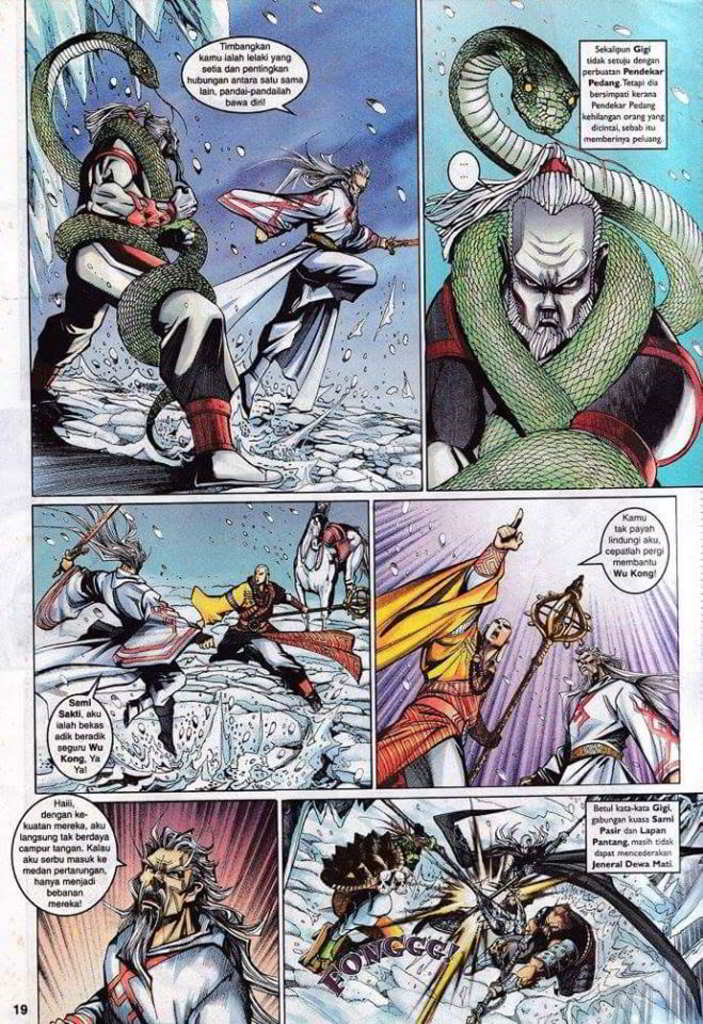 Timbangkan
kamu ialah lelaki yang
setia dan pentingkan
hubungan antara satu sama
lain, pandai-pandailah
bawa diri!
Sekalipun Gigi
tidak setuju dengan
perbuatan Pendekar
Pedang. Tetapi dia
bersimpati kerana
Pendekar Pedang
kehilangan orang yang
dicintai, sebab itu
memberinya peluang.
...
...
Sami
Sakti, aku
ialah bekas
adik beradik
seguru Wu
Kong, Ya
Ya!
Kamu
tak payah
lindungi aku,
cepatlah pergi
membantu
Wu Kong!
Haiii,
dengan ke-
kuatan mereka, aku
langsung tak berdaya
campur tangan. Kalau
aku serbu masuk ke
medan pertarungan,
hanya menjadi
bebanan
mereka!
Betul kata-kata Gigi,
gabungan kuasa Sami
Pasir dan Lapan
Pantang, masih tidak
dapat mencederakan
Jeneral Dewa Mati.
FONGGGG!
19